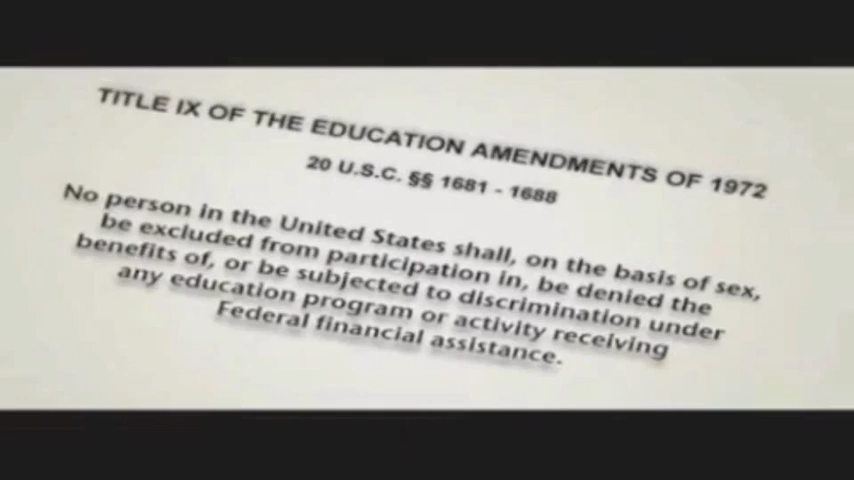 TITLE IX OF THE EDUCATION AMENDMENTS OF 1972
20 U.S.C. §§ 1681 - 1688
No person in the United States shall, on the basis of sex,
be excluded from participation in, be denied the
benefits of, or be subjected to discrimination under
any education program or activity receiving
Federal financial assistance.